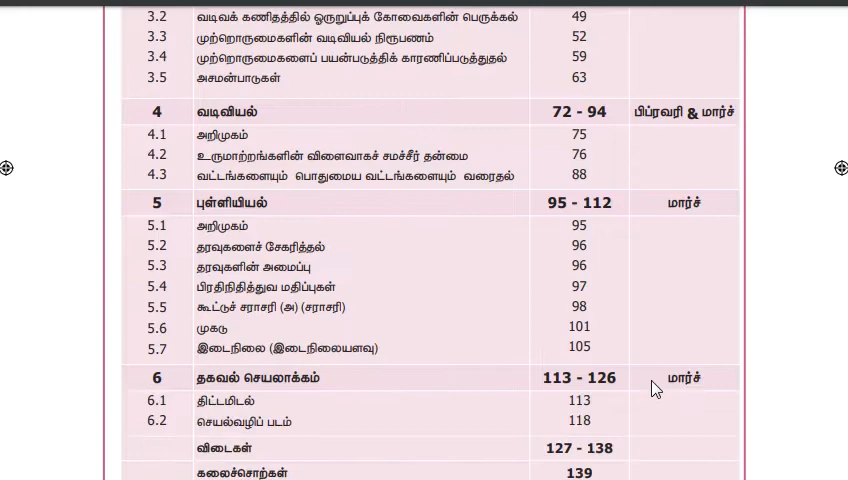 3.2 வடிவக் கணிதத்தில் ஓருறுப்புக் கோவைகளின் பெருக்கல் 49
3.3 முற்றொருமைகளின் வடிவியல் நிரூபணம் 52
3.4 முற்றொருமைகளைப் பயன்படுத்திக் காரணிப்படுத்துதல் 59
3.5 அசமன்பாடுகள் 63
4 வடிவியல் 72 - 94 பிப்ரவரி & மார்ச்
4.1 அறிமுகம் 75
4.2 உருமாற்றங்களின் விளைவாகச் சமச்சீர் தன்மை 76
4.3 வட்டங்களையும் பொதுமைய வட்டங்களையும் வரைதல் 88
5 புள்ளியியல் 95 - 112 மார்ச்
5.1 அறிமுகம் 95
5.2 தரவுகளைச் சேகரித்தல் 96
5.3 தரவுகளின் அமைப்பு 96
5.4 பிரதிநிதித்துவ மதிப்புகள் 97
5.5 கூட்டுச் சராசரி (அ) (சராசரி) 98
5.6 முகடு 101
5.7 இடைநிலை (இடைநிலையளவு) 105
6 தகவல் செயலாக்கம் 113 - 126 மார்ச்
6.1 திட்டமிடல் 113
6.2 செயல்வழிப் படம் 118
விடைகள் 127 - 138
கலைச்சொற்கள் 139